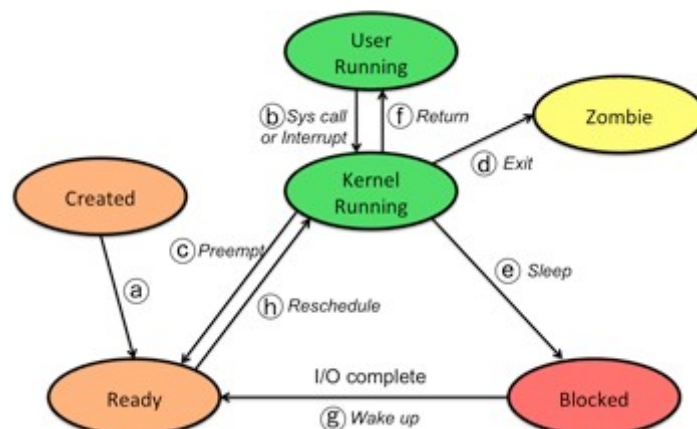 User
Running
ⓑ Sys call
or Interrupt
ⓕ Return
Zombie
ⓓ Exit
Kernel
Running
Created
ⓒ Preempt
ⓔ Sleep
ⓐ
ⓗ Reschedule
I/O complete
Ready
Blocked
ⓖ Wake up